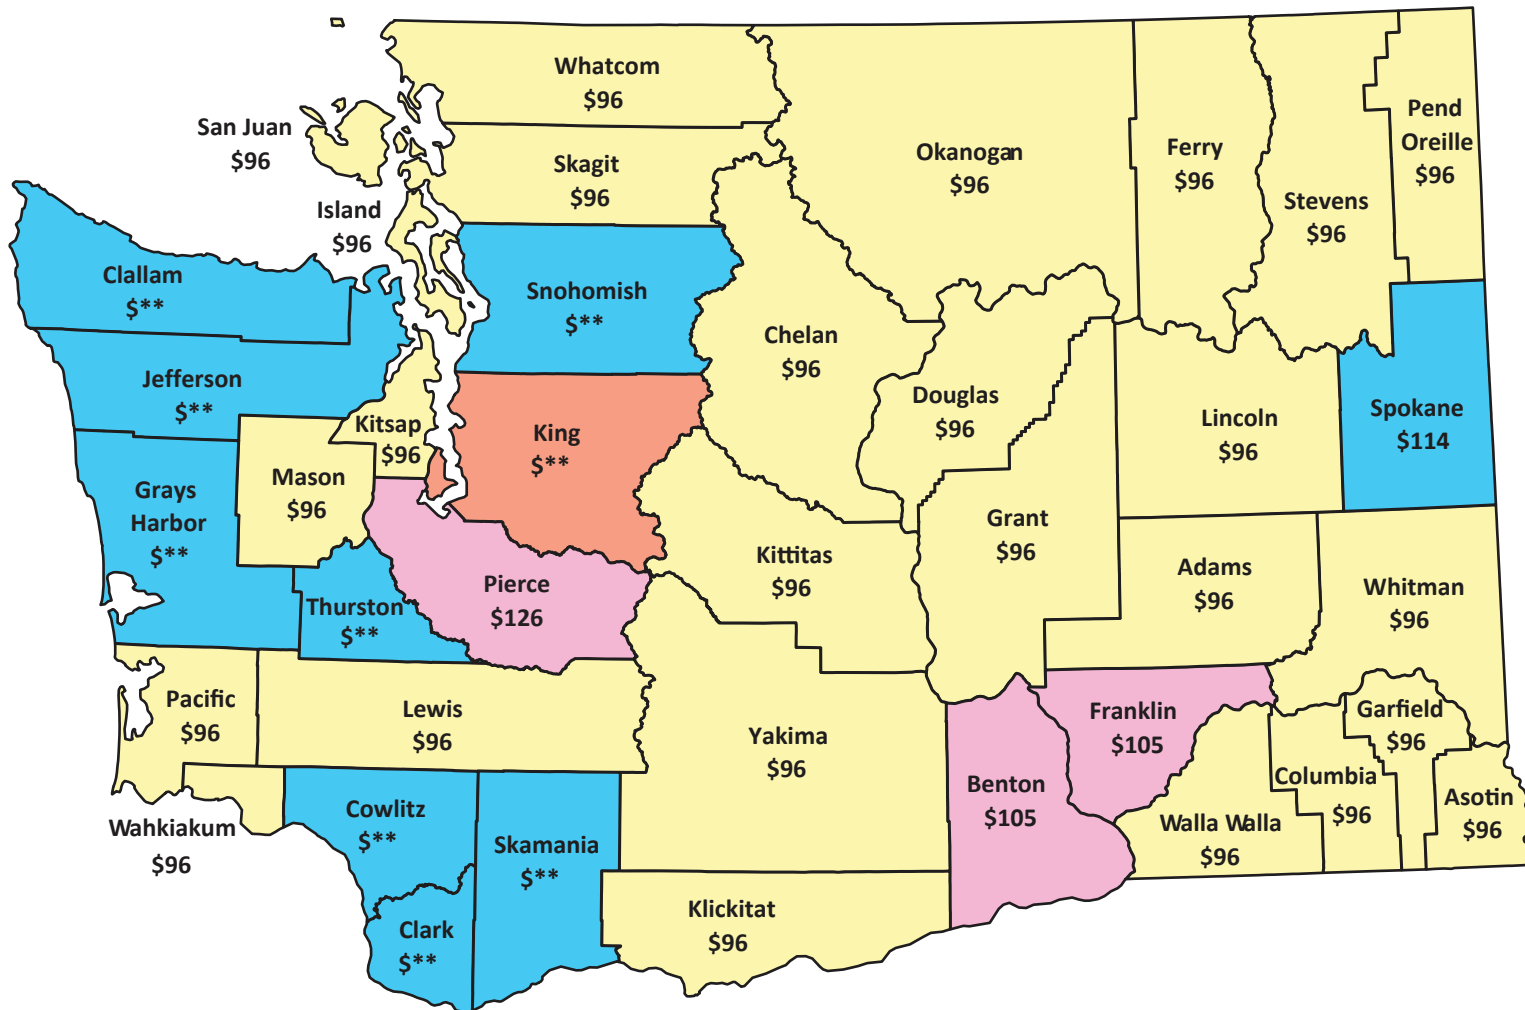 Whatcom
$96
San Juan
$96
Skagit
$96
Okanogan
$96
Ferry
$96
Pend
Oreille
$96
Stevens
$96
Island
$96
Clallam
$**
Snohomish
$**
Chelan
$96
Jefferson
$**
Kitsap
$96
King
$**
Douglas
$96
Lincoln
$96
Spokane
$114
Mason
$96
Grays
Harbor
$**
Grant
$96
Kittitas
$96
Adams
$96
Whitman
$96
Pierce
$126
Thurston
$**
Pacific
$96
Lewis
$96
Yakima
$96
Franklin
$105
Garfield
$96
Benton
$105
Columbia
$96
Asotin
$96
Walla Walla
$96
Wahkiakum
$96
Cowlitz
$**
Skamania
$**
Klickitat
$96
Clark
$**